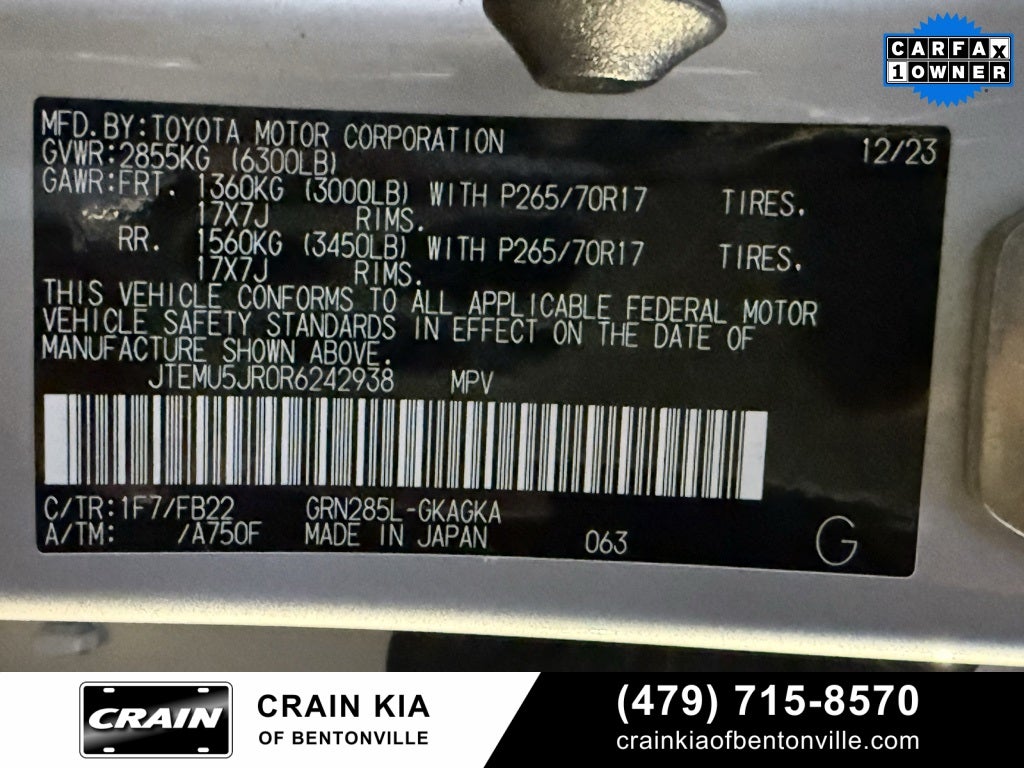 CARFAX
1 OWNER
MFD. BY: TOYOTA MOTOR CORPORATION 12/23
GVWR: 2855KG (6300LB)
GAWR: FRT. 1360KG (3000LB) WITH P265/70R17 TIRES.
17X7J RIMS.
RR. 1560KG (3450LB) WITH P265/70R17 TIRES.
17X7J RIMS.
THIS VEHICLE CONFORMS TO ALL APPLICABLE FEDERAL MOTOR
VEHICLE SAFETY STANDARDS IN EFFECT ON THE DATE OF
MANUFACTURE SHOWN ABOVE.
JTEMU5JR0R6242938 MPV
C/TR: 1F7/FB22 GRN285L-GKAGKA
A/TM: /A750F MADE IN JAPAN 063 G
CRAIN
CRAIN KIA
OF BENTONVILLE
(479) 715-8570
crainkiaofbentonville.com